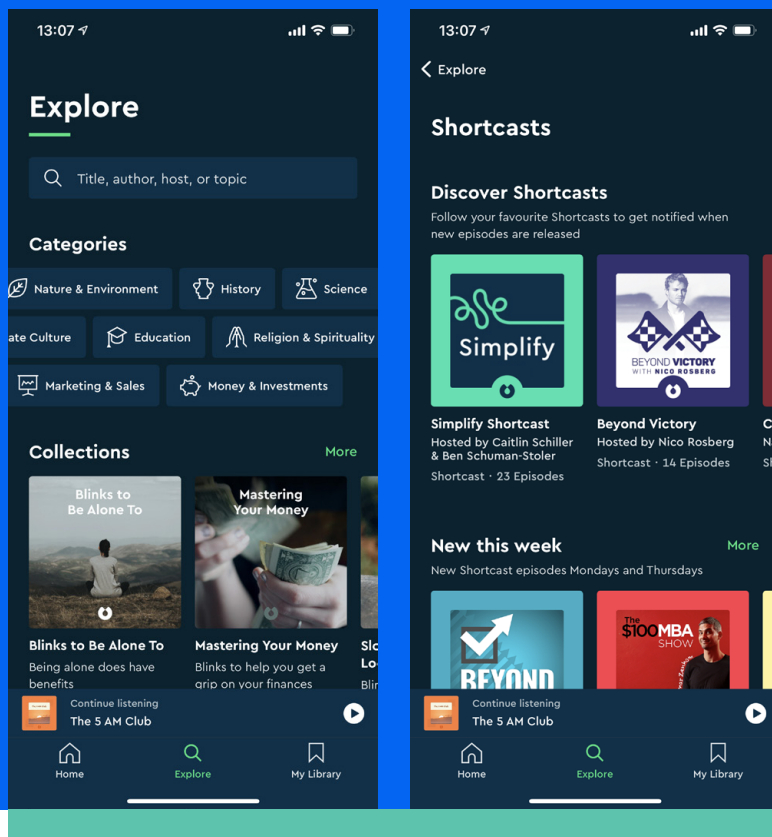 13:07
Explore
Title, author, host, or topic
Categories
Nature & Environment
History
Science
ate Culture
Education
Religion & Spirituality
Marketing & Sales
Money & Investments
Collections
More
Blinks to
Be Alone To
Mastering
Your Money
Blinks to Be Alone To
Being alone does have
benefits
Mastering Your Money
Blinks to help you get a
grip on your finances
Slo
Lo
Blin
Continue listening
The 5 AM Club
Home
Explore
My Library
13:07
Explore
Shortcasts
Discover Shortcasts
Follow your favourite Shortcasts to get notified when
new episodes are released
Simplify
BEYOND VICTORY
WITH NICO ROSBERG
Simplify Shortcast
Hosted by Caitlin Schiller
& Ben Schuman-Stoler
Shortcast · 23 Episodes
Beyond Victory
Hosted by Nico Rosberg
Shortcast · 14 Episodes
C
N
Sh
New this week
More
New Shortcast episodes Mondays and Thursdays
BEYOND
The
$100MBA
SHOW
Continue listening
The 5 AM Club
Home
Explore
My Library